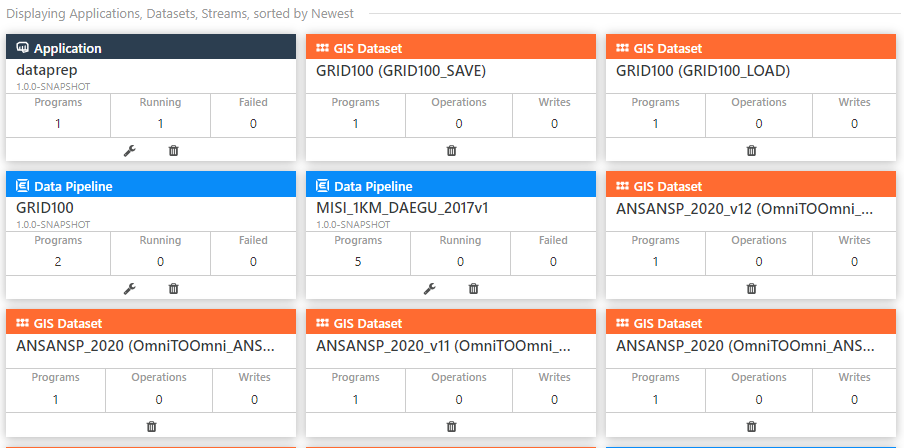 Displaying Applications, Datasets, Streams, sorted by Newest
Application
dataprep
1.0.0-SNAPSHOT
Programs Running Failed
1 1 0
GIS Dataset
GRID100 (GRID100_SAVE)
Programs Operations Writes
1 0 0
GIS Dataset
GRID100 (GRID100_LOAD)
Programs Operations Writes
1 0 0
Data Pipeline
GRID100
1.0.0-SNAPSHOT
Programs Running Failed
2 0 0
Data Pipeline
MISI_1KM_DAEGU_2017v1
1.0.0-SNAPSHOT
Programs Running Failed
5 0 0
GIS Dataset
ANSANSP_2020_v12 (OmniTOOmni_...
Programs Operations Writes
1 0 0
GIS Dataset
ANSANSP_2020 (OmniTOOmni_ANS...
Programs Operations Writes
1 0 0
GIS Dataset
ANSANSP_2020_v11 (OmniTOOmni_...
Programs Operations Writes
1 0 0
GIS Dataset
ANSANSP_2020 (OmniTOOmni_ANS...
Programs Operations Writes
1 0 0